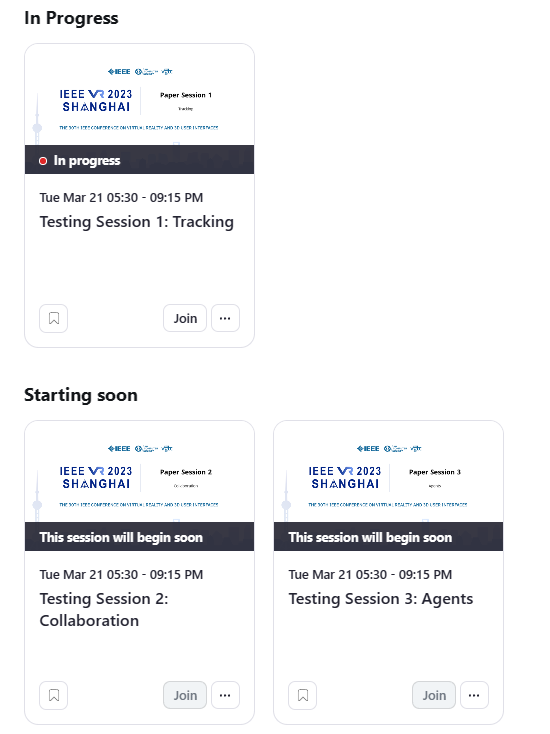 In Progress
IEEE
IEEE VR 2023
SHANGHAI
Paper Session 1
Tracking
THE 30TH IEEE CONFERENCE ON VIRTUAL REALITY AND 3D USER INTERFACES
In progress
Tue Mar 21 05:30 - 09:15 PM
Testing Session 1: Tracking
Join
Starting soon
IEEE
IEEE VR 2023
SHANGHAI
Paper Session 2
Collaboration
THE 30TH IEEE CONFERENCE ON VIRTUAL REALITY AND 3D USER INTERFACES
This session will begin soon
Tue Mar 21 05:30 - 09:15 PM
Testing Session 2:
Collaboration
Join
IEEE
IEEE VR 2023
SHANGHAI
Paper Session 3
Agents
THE 30TH IEEE CONFERENCE ON VIRTUAL REALITY AND 3D USER INTERFACES
This session will begin soon
Tue Mar 21 05:30 - 09:15 PM
Testing Session 3: Agents
Join